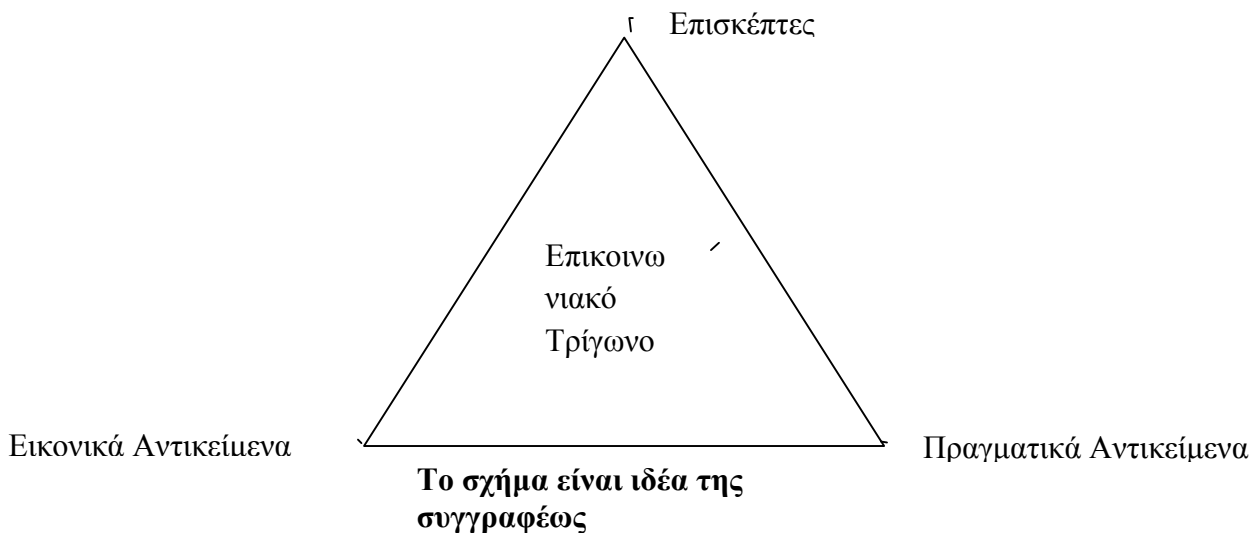 Επισκέπτες
Επικοινω
νιακό
Τρίγωνο
Εικονικά Αντικείμενα
Πραγματικά Αντικείμενα
Το σχήμα είναι ιδέα της
συγγραφέως